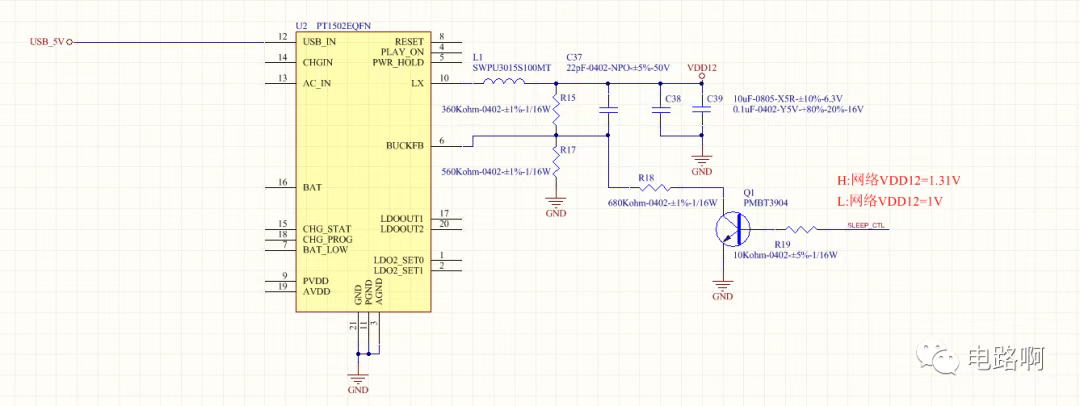 U2 PT1502EQFN
USB_5V
12 USB_IN
14 CHGIN
13 AC_IN
16 BAT
15 CHG_STAT
18 CHG_PROG
7 BAT_LOW
9 PVDD
19 AVDD
RESET 8
PLAY_ON 4
PWR_HOLD 5
LX 10
BUCKFB 6
LDOOUT1 17
LDOOUT2 20
LDO2_SET0 1
LDO2_SET1 2
GND PGND AGND
21 11 3
GND
L1
SWPU3015S100MT
C37
22pF-0402-NPO-±5%-50V
VDD12
R15
360Kohm-0402-±1%-1/16W
C38
C39
10uF-0805-X5R-±10%-6.3V
0.1uF-0402-Y5V-+80%-20%-16V
GND
R17
560Kohm-0402-±1%-1/16W
GND
R18
680Kohm-0402-±1%-1/16W
Q1
PMBT3904
H:网络VDD12=1.31V
L:网络VDD12=1V
SLEEP_CTL
R19
10Kohm-0402-±5%-1/16W
GND
电路啊